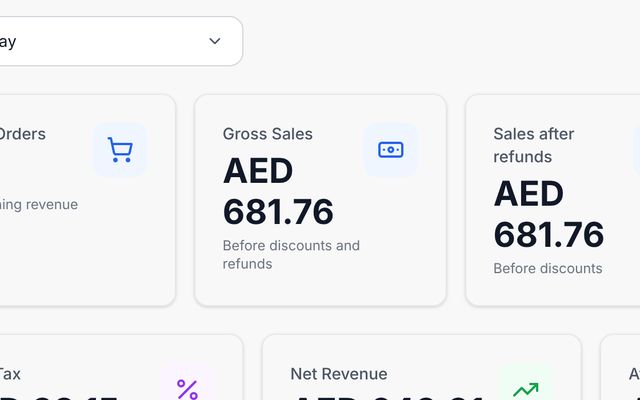 ay
Orders
ning revenue
Gross Sales
AED
681.76
Before discounts and
refunds
Sales after
refunds
AED
681.76
Before discounts
Tax
Net Revenue